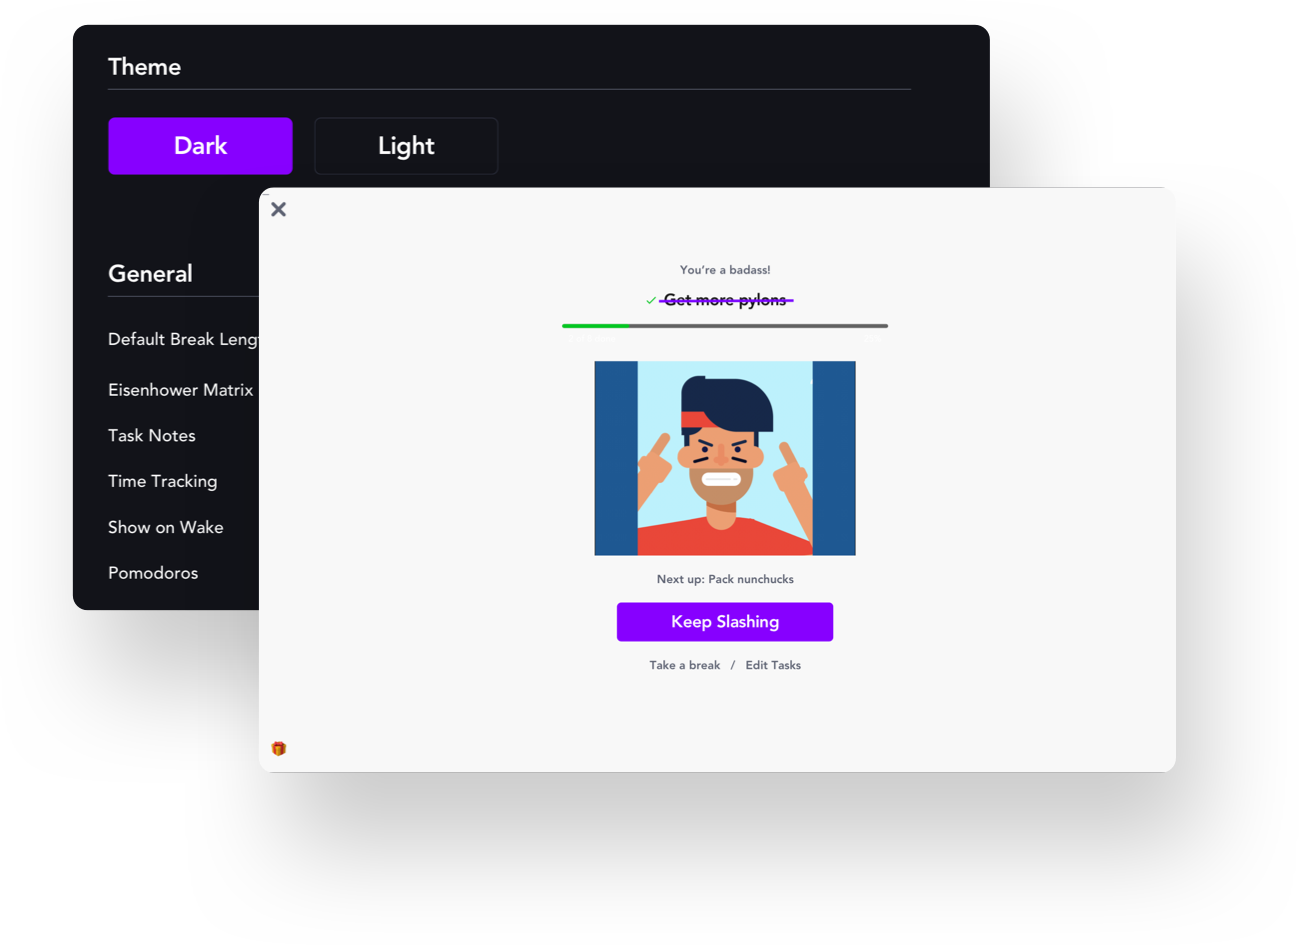 Theme
Dark
Light
General
Default Break Leng
Eisenhower Matrix
Task Notes
Time Tracking
Show on Wake
Pomodoros
You're a badass!
Get more pylons
Next up: Pack nunchucks
Keep Slashing
Take a break / Edit Tasks